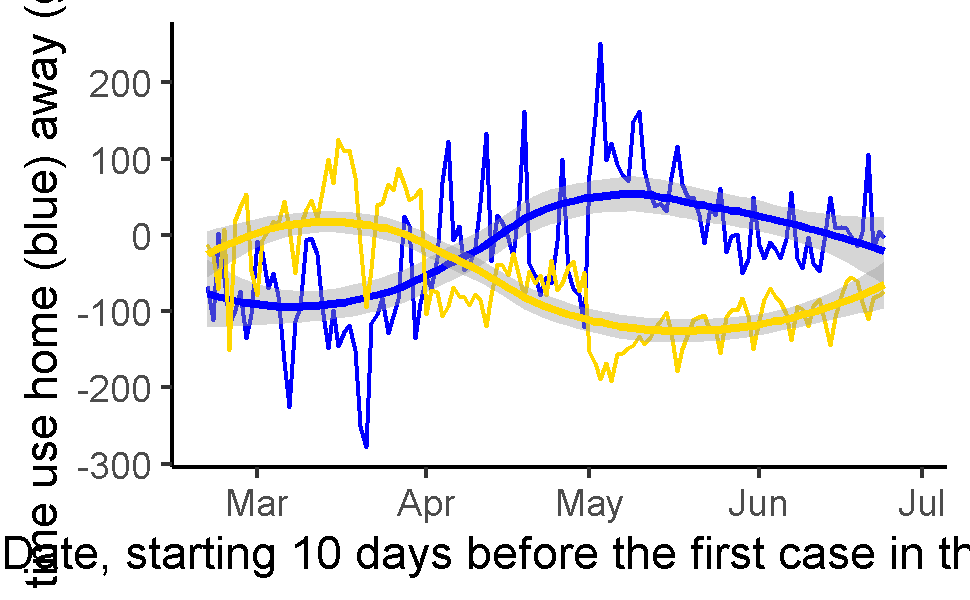 time use home (blue) away (
200
100
0
-100
-200
-300
Mar Apr May Jun Jul
Date, starting 10 days before the first case in th